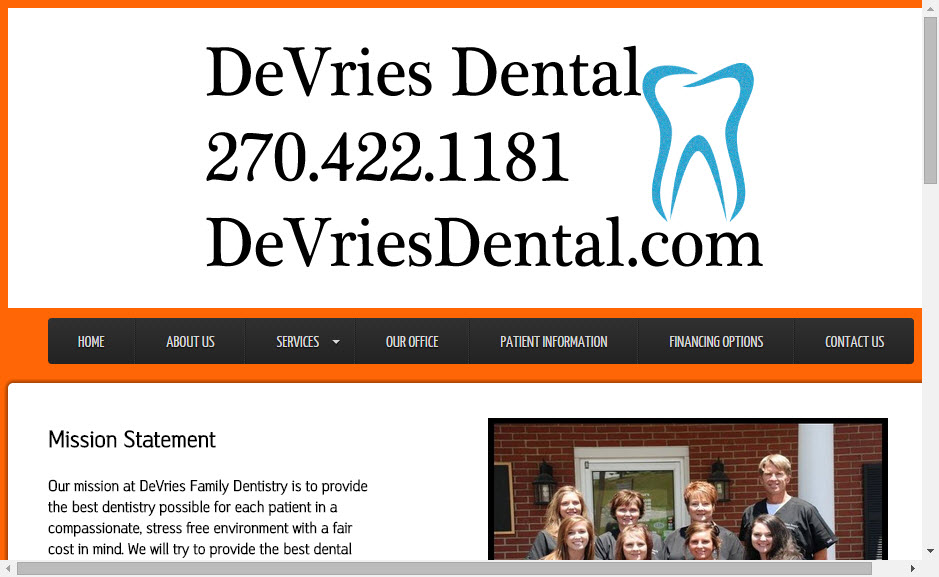 DeVries Dental
270.422.1181
DeVriesDental.com
HOME ABOUT US SERVICES OUR OFFICE PATIENT INFORMATION FINANCING OPTIONS CONTACT US
Mission Statement
Our mission at DeVries Family Dentistry is to provide
the best dentistry possible for each patient in a
compassionate, stress free environment with a fair
cost in mind. We will try to provide the best dental